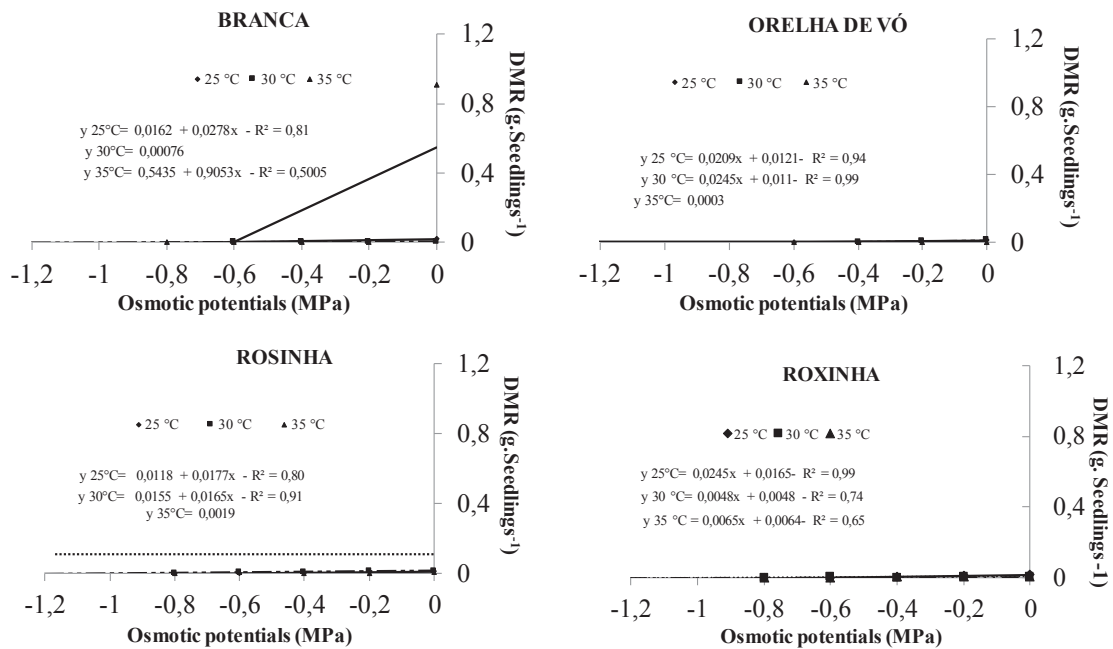 BRANCA
1,2
0,8
0,4
0
DMR (g.Seedlings-1)
25 °C 30 °C 35 °C
y 25°C= 0,0162 + 0,0278x - R² = 0,81
y 30°C= 0,00076
y 35°C= 0,5435 + 0,9053x - R² = 0,5005
-1,2 -1 -0,8 -0,6 -0,4 -0,2 0
Osmotic potentials (MPa)
ORELHA DE VÓ
1,2
0,8
0,4
0
DMR (g.Seedlings-1)
25 °C 30 °C 35 °C
y 25 °C= 0,0209x + 0,0121- R² = 0,94
y 30 °C= 0,0245x + 0,011- R² = 0,99
y 35°C= 0,0003
-1,2 -1 -0,8 -0,6 -0,4 -0,2 0
Osmotic potentials (MPa)
ROSINHA
1,2
0,8
0,4
0
DMR (g.Seedlings-1)
25 °C 30 °C 35 °C
y 25°C= 0,0118 + 0,0177x - R² = 0,80
y 30°C= 0,0155 + 0,0165x - R² = 0,91
y 35°C= 0,0019
-1,2 -1 -0,8 -0,6 -0,4 -0,2 0
Osmotic potentials (MPa)
ROXINHA
1,2
0,8
0,4
0
DMR (g. Seedlings-1)
25 °C 30 °C 35 °C
y 25°C= 0,0245x + 0,0165- R² = 0,99
y 30 °C= 0,0048x + 0,0048 - R² = 0,74
y 35 °C = 0,0065x + 0,0064- R² = 0,65
-1,2 -1 -0,8 -0,6 -0,4 -0,2 0
Osmotic potentials (MPa)